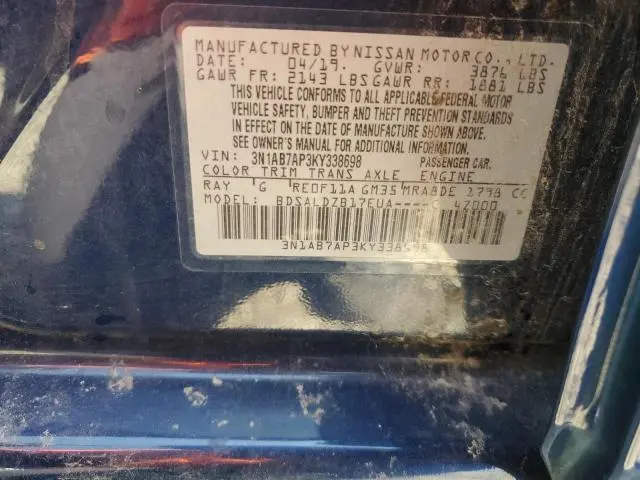 MANUFACTURED BY NISSAN MOTOR CO., LTD.
DATE: 04/19. GVWR: 3876 LBS
GAWR FR: 2143 LBS GAWR RR: 1881 LBS
THIS VEHICLE CONFORMS TO ALL APPLICABLE FEDERAL MOTOR
VEHICLE SAFETY, BUMPER AND THEFT PREVENTION STANDARDS
IN EFFECT ON THE DATE OF MANUFACTURE SHOWN ABOVE.
SEE OWNER'S MANUAL FOR ADDITIONAL INFORMATION.
VIN: 3N1AB7AP3KY338698 PASSENGER CAR.
COLOR TRIM TRANS AXLE ENGINE
RAY G RE0F11A GM35 MRA8DE 1798 CC
MODEL: BDSALDZB17EUA----C 42000
3N1AB7AP3KY338698